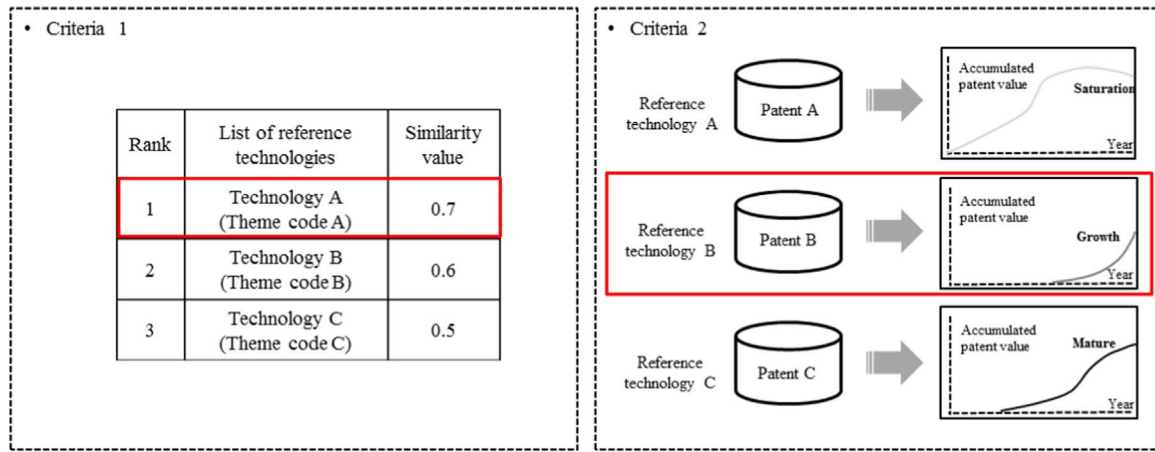 • Criteria 1
Rank
List of reference
technologies
Similarity
value
1
Technology A
(Theme code A)
0.7
2
Technology B
(Theme code B)
0.6
3
Technology C
(Theme code C)
0.5
• Criteria 2
Reference
technology A
Patent A
Accumulated
patent value
Saturation
Year
Reference
technology B
Patent B
Accumulated
patent value
Growth
Year
Reference
technology C
Patent C
Accumulated
patent value
Mature
Year